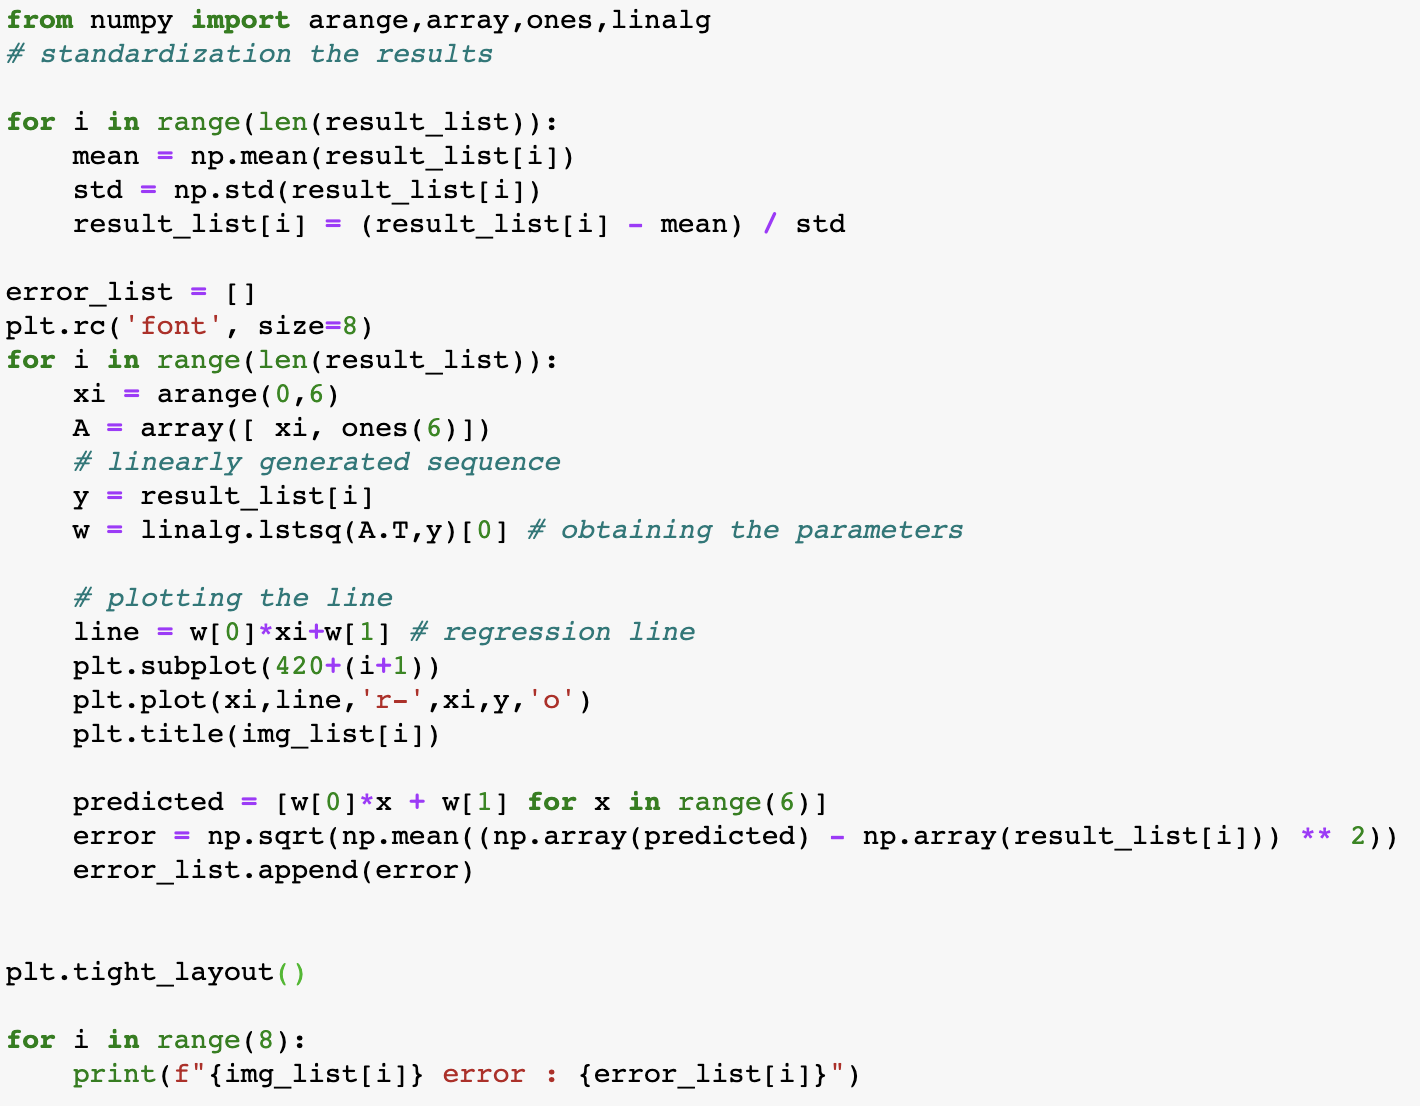 from numpy import arange,array,ones,linalg
# standardization the results

for i in range(len(result_list)):
    mean = np.mean(result_list[i])
    std = np.std(result_list[i])
    result_list[i] = (result_list[i] - mean) / std

error_list = []
plt.rc('font', size=8)
for i in range(len(result_list)):
    xi = arange(0,6)
    A = array([ xi, ones(6)])
    # linearly generated sequence
    y = result_list[i]
    w = linalg.lstsq(A.T,y)[0] # obtaining the parameters

    # plotting the line
    line = w[0]*xi+w[1] # regression line
    plt.subplot(420+(i+1))
    plt.plot(xi,line,'r-',xi,y,'o')
    plt.title(img_list[i])

    predicted = [w[0]*x + w[1] for x in range(6)]
    error = np.sqrt(np.mean((np.array(predicted) - np.array(result_list[i])) ** 2))
    error_list.append(error)


plt.tight_layout()

for i in range(8):
    print(f"{img_list[i]} error : {error_list[i]}")